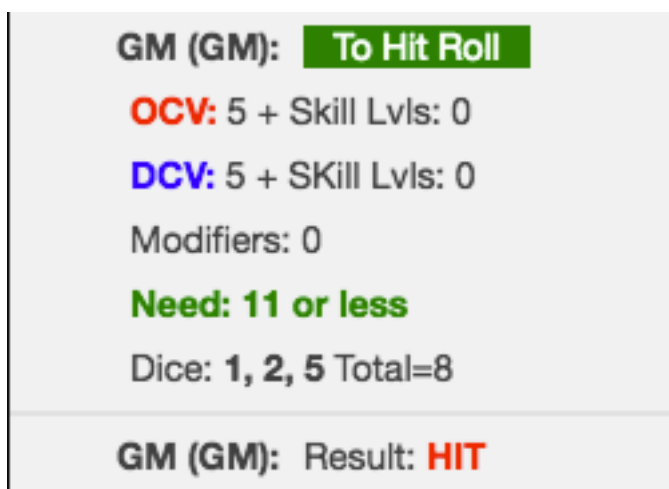 GM (GM): To Hit Roll
OCV: 5 + Skill Lvls: 0
DCV: 5 + SKill Lvls: 0
Modifiers: 0
Need: 11 or less
Dice: 1, 2, 5 Total=8
GM (GM): Result: HIT